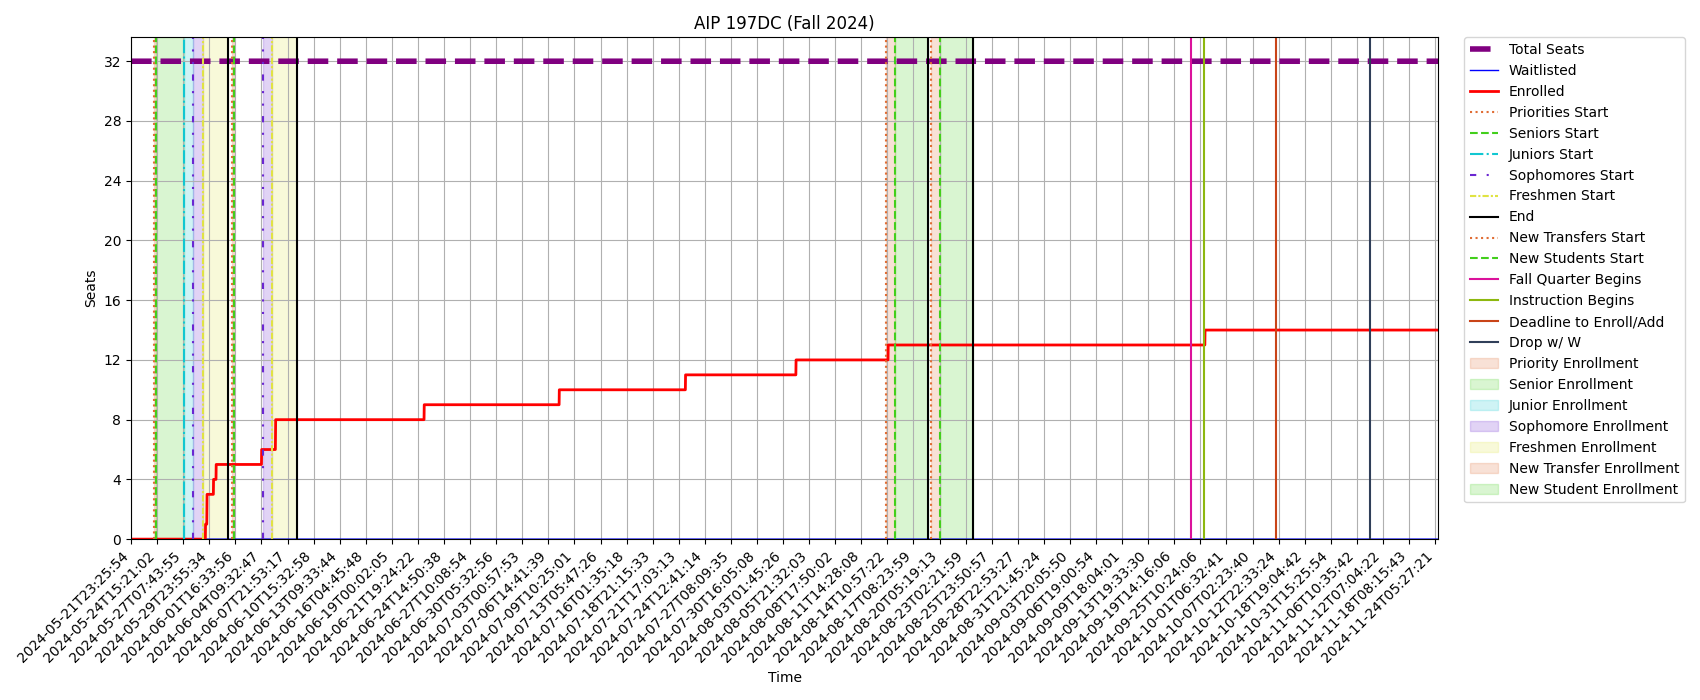 AIP 197DC (Fall 2024)
Seats
32
28
24
20
16
12
8
4
0
2024-05-21T23:25:54
2024-05-24T15:21:02
2024-05-27T07:43:55
2024-05-29T23:55:34
2024-06-01T16:33:56
2024-06-04T09:32:47
2024-06-07T21:53:17
2024-06-10T15:32:58
2024-06-13T09:33:44
2024-06-16T04:45:48
2024-06-19T00:02:05
2024-06-21T19:24:22
2024-06-24T14:50:38
2024-06-27T10:08:54
2024-06-30T05:32:56
2024-07-03T00:57:53
2024-07-06T14:41:39
2024-07-09T10:25:01
2024-07-13T05:47:26
2024-07-16T01:35:18
2024-07-18T21:15:33
2024-07-21T17:03:13
2024-07-24T12:41:14
2024-07-27T08:09:35
2024-07-30T16:05:08
2024-08-03T01:45:26
2024-08-05T21:32:03
2024-08-08T17:50:02
2024-08-11T14:28:08
2024-08-14T10:57:22
2024-08-17T08:23:59
2024-08-20T05:19:13
2024-08-23T02:21:59
2024-08-25T23:50:57
2024-08-28T22:53:27
2024-08-31T21:45:24
2024-09-03T20:05:50
2024-09-06T19:00:54
2024-09-09T18:04:01
2024-09-13T19:33:30
2024-09-19T14:16:06
2024-09-25T10:24:06
2024-10-01T06:32:41
2024-10-07T02:23:40
2024-10-12T22:33:24
2024-10-18T19:04:42
2024-10-31T15:25:54
2024-11-06T10:35:42
2024-11-12T07:04:22
2024-11-18T08:15:43
2024-11-24T05:27:21
Time
Total Seats
Waitlisted
Enrolled
Priorities Start
Seniors Start
Juniors Start
Sophomores Start
Freshmen Start
End
New Transfers Start
New Students Start
Fall Quarter Begins
Instruction Begins
Deadline to Enroll/Add
Drop w/ W
Priority Enrollment
Senior Enrollment
Junior Enrollment
Sophomore Enrollment
Freshmen Enrollment
New Transfer Enrollment
New Student Enrollment